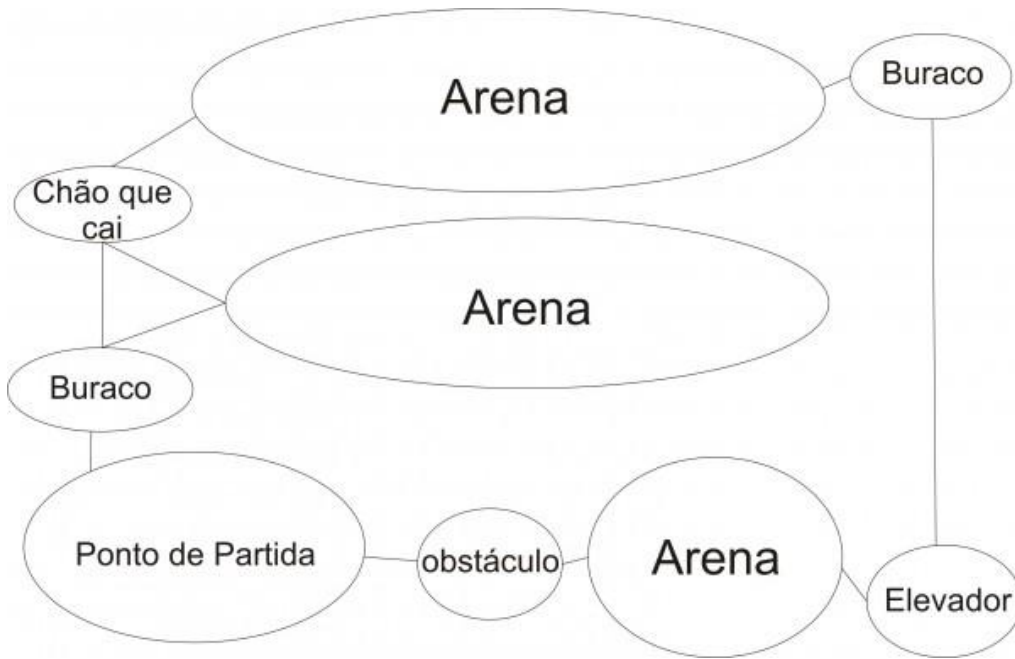 Arena
Buraco
Chão que
cai
Arena
Buraco
Ponto de Partida
obstáculo
Arena
Elevador